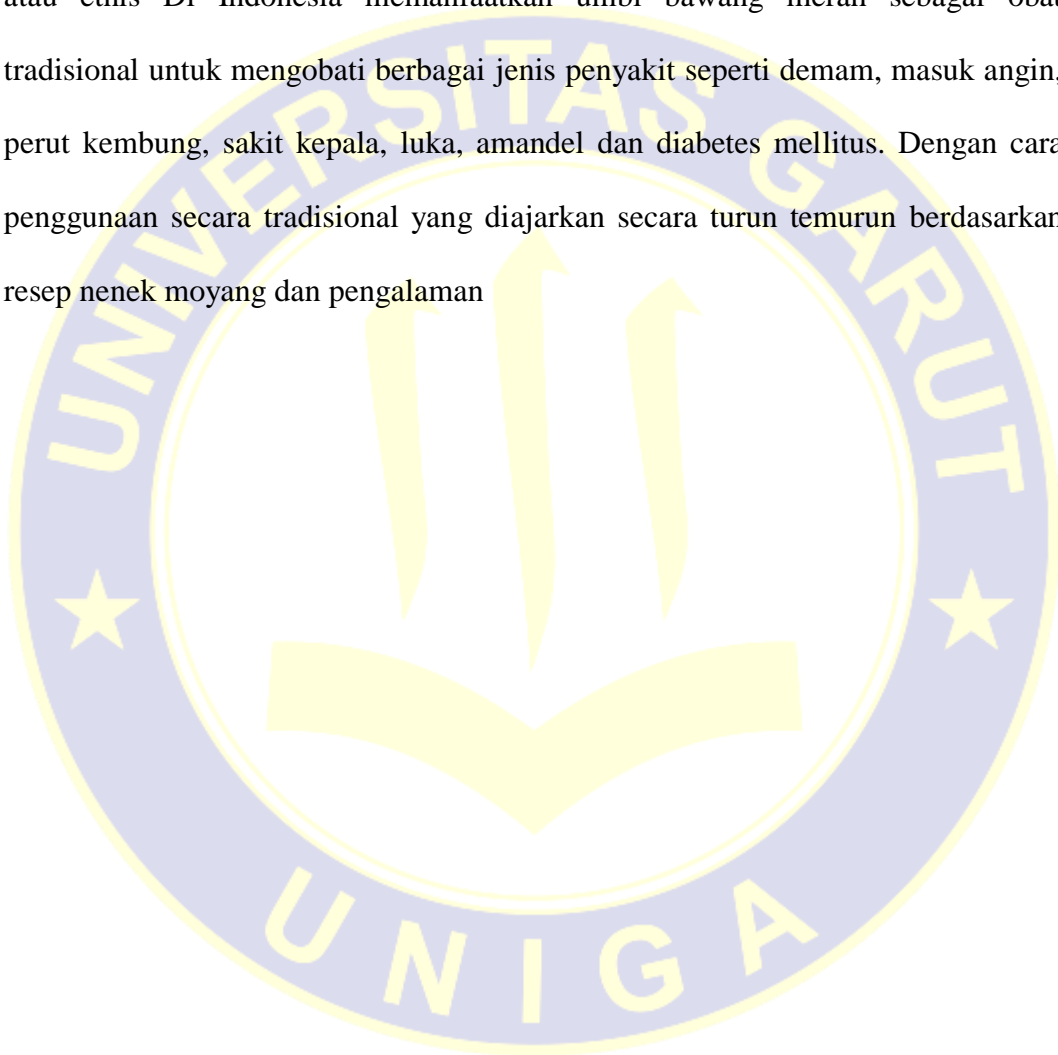 atau etnis Di Indonesia memanfaatkan umbi bawang merah sebagai obat
tradisional untuk mengobati berbagai jenis penyakit seperti demam, masuk angin,
perut kembung, sakit kepala, luka, amandel dan diabetes mellitus. Dengan cara
penggunaan secara tradisional yang diajarkan secara turun temurun berdasarkan
resep nenek moyang dan pengalaman
UNIVERSITAS GARUT
UNIGA